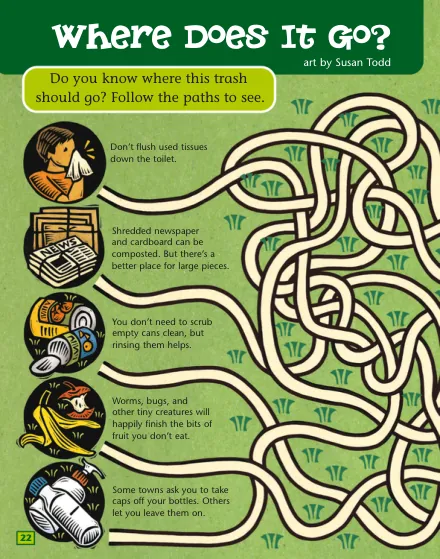 Where Does It Go?
art by Susan Todd
Do you know where this trash
should go? Follow the paths to see.
Don't flush used tissues
down the toilet.
Shredded newspaper
and cardboard can be
composted. But there's a
better place for large pieces.
NEWS
You don't need to scrub
empty cans clean, but
rinsing them helps.
Worms, bugs, and
other tiny creatures will
happily finish the bits of
fruit you don't eat.
Some towns ask you to take
caps off your bottles. Others
let you leave them on.
22